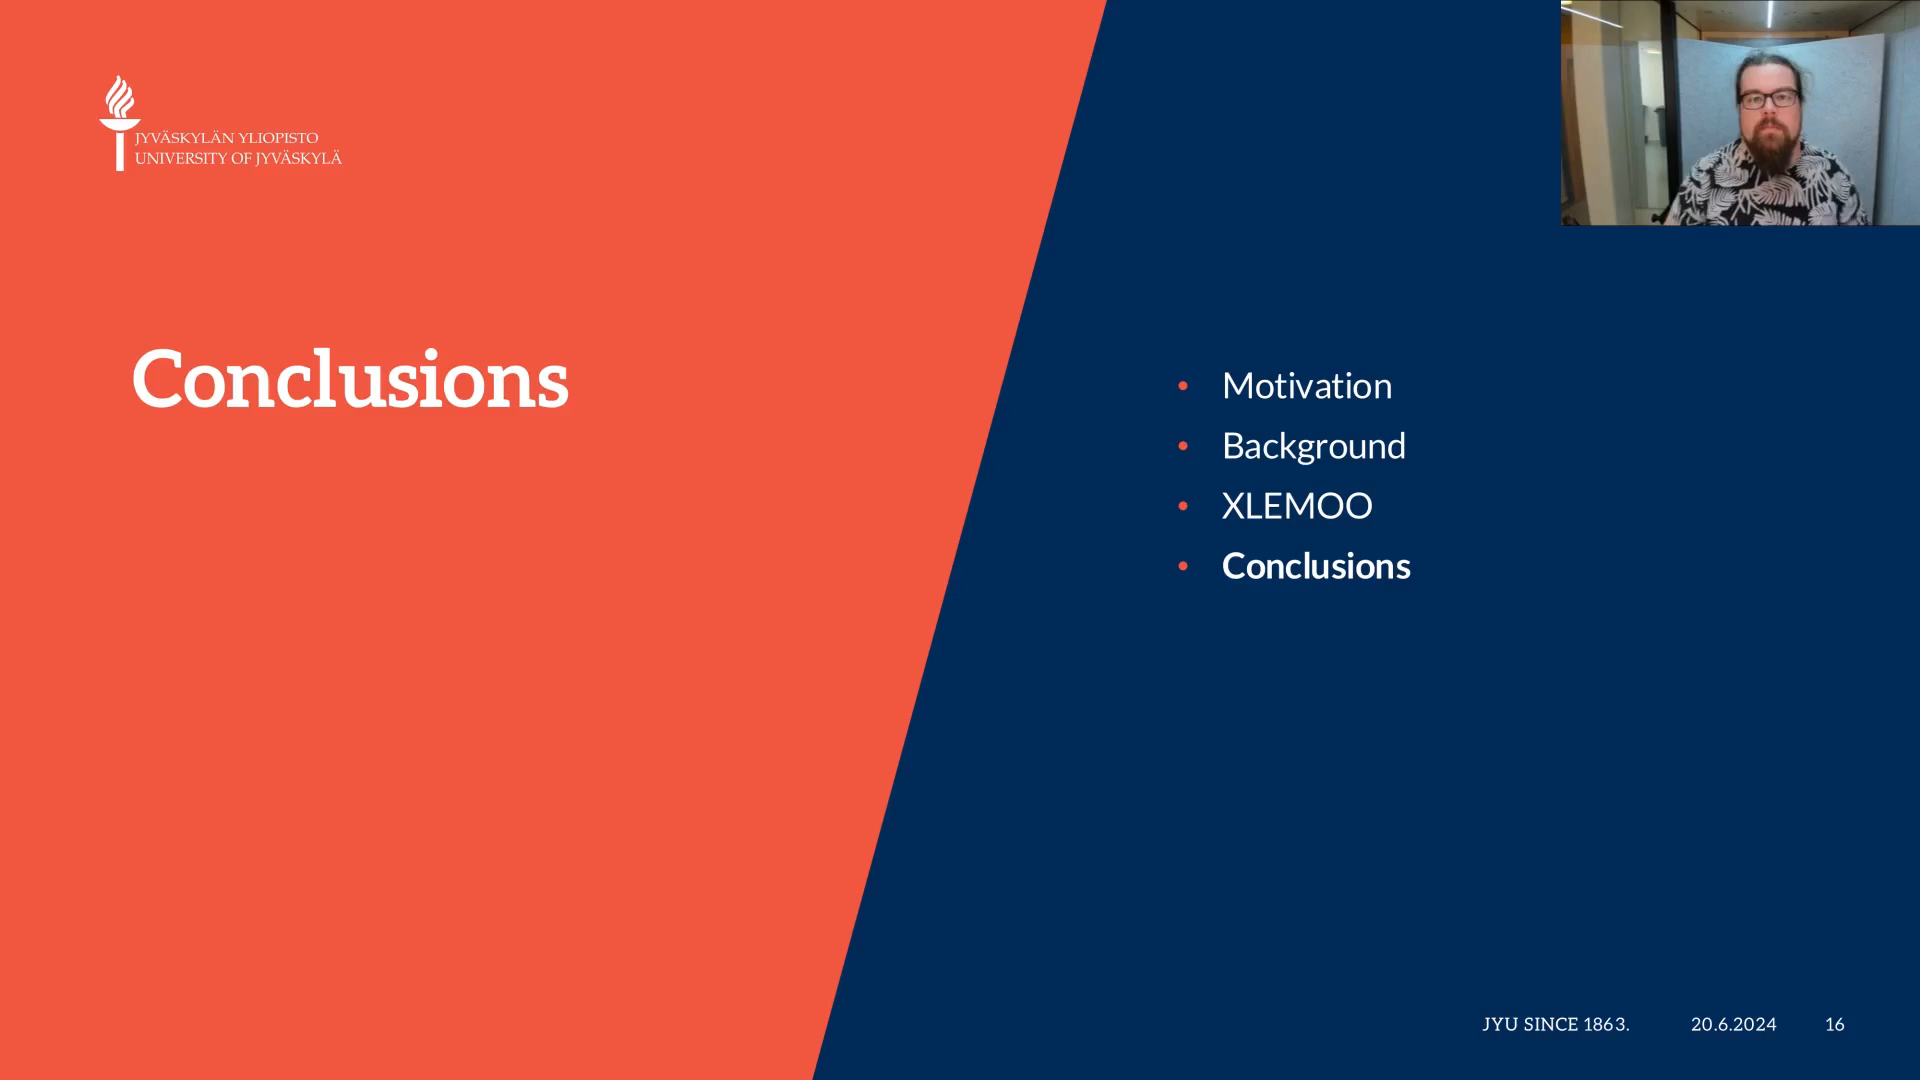 JYVÄSKYLÄN YLIOPISTO
UNIVERSITY OF JYVÄSKYLÄ
Conclusions
• Motivation
• Background
• XLEMOO
• Conclusions
JYU SINCE 1863. 20.6.2024 16